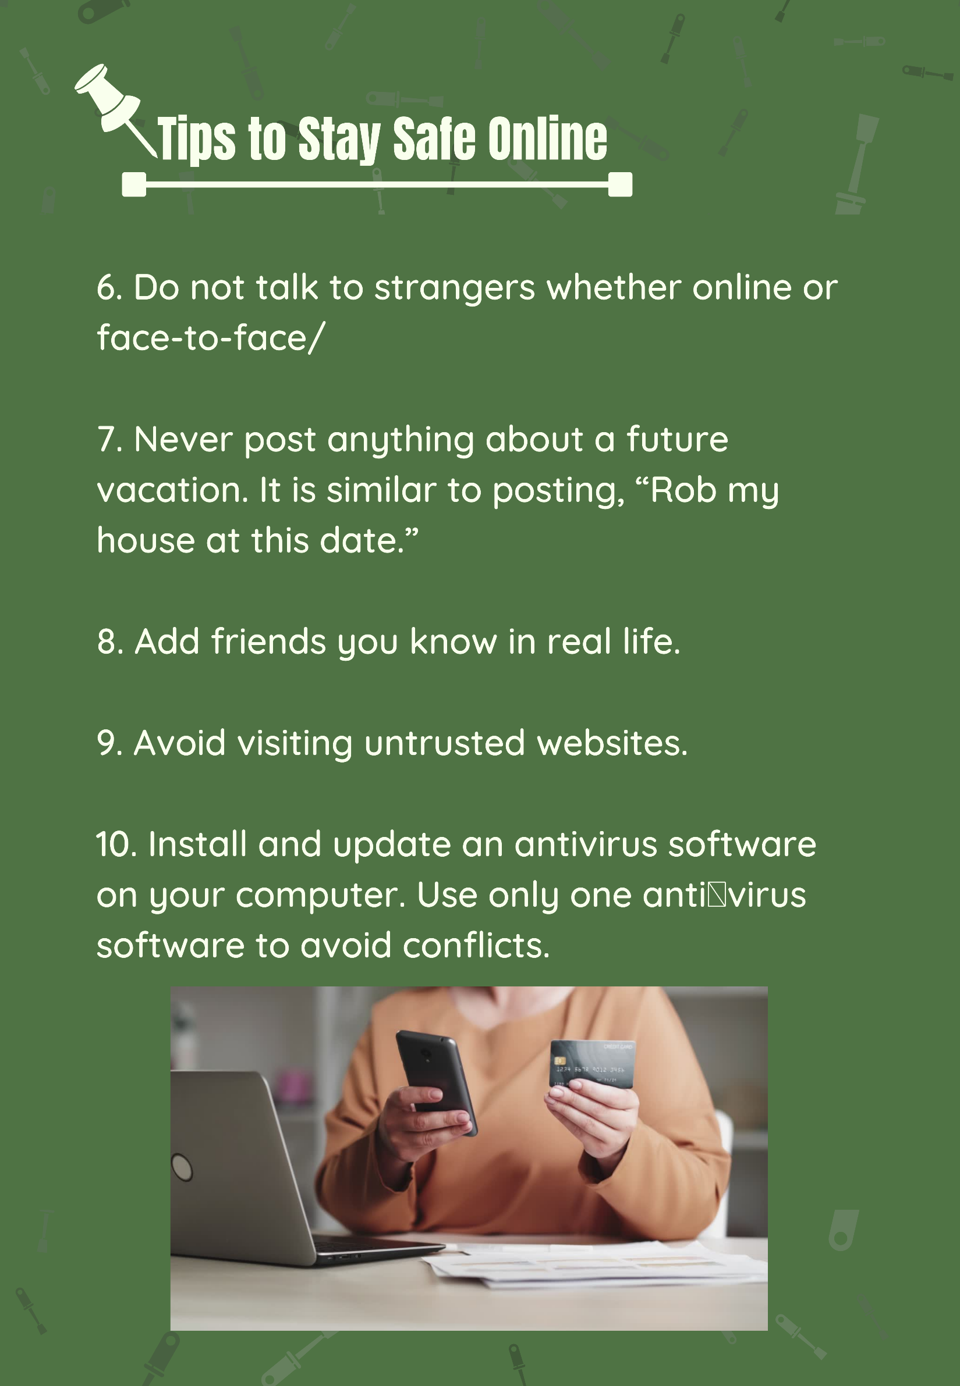 Tips to Stay Safe Online
6. Do not talk to strangers whether online or
face-to-face/
7. Never post anything about a future
vacation. It is similar to posting, “Rob my
house at this date.”
8. Add friends you know in real life.
9. Avoid visiting untrusted websites.
10. Install and update an antivirus software
on your computer. Use only one anti￾virus
software to avoid conflicts.
CREDIT CARD